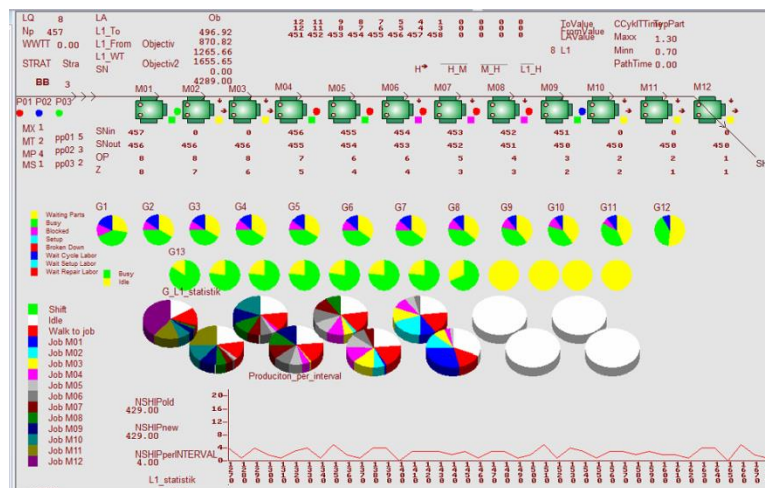 LQ 8 LA Ob 12 11 9 8 7 5 4 1 0 0 0 0 ToValue CCyklTTimeTypPart
Np 457 L1_To 496.92 12 11 8 7 6 5 4 3 0 0 0 0 FromValue
L1_From Objectiv 870.82 451 452 453 454 455 456 457 458 LAValue Maxx 1.30
WWTT 0.00 L1_WT 1265.66 8 L1 Minn 0.70
STRAT Stra Objectiv2 1655.65 PathTime 0.00
SN 0.00 H H_M M_H L1_H
BB 3 4289.00
M01 M02 M03 M04 M05 M06 M07 M08 M09 M10 M11 M12
P01 P02 P03
MX 1
MT 2 pp01 5 SNin 457 0 0 456 455 454 453 452 451 0 0 0
MP 4 pp02 3 SNout 456 456 456 455 454 453 452 451 450 450 450 450
MS 1 pp03 2 OP 8 8 8 7 6 6 5 4 3 2 2 1
Z 8 7 6 5 4 4 3 3 2 2 1 1
G1 G2 G3 G4 G5 G6 G7 G8 G9 G10 G11 G12
Waiting Parts
Busy
Blocked
Setup
Broken Down
Wait Cycle Labor
Wait Setup Labor
Wait Repair Labor
G13
Busy
Idle
G_L1_statistik
Shift
Idle
Walk to job
Job M01
Job M02
Job M03
Job M04
Job M05
Job M06
Job M07
Job M08
Job M09
Job M10
Job M11
Job M12
Produciton_per_interval
NSHIPold
429.00
NSHIPnew
429.00
NSHIPperINTERVAL
4.00
20
16
12
8
4
0
L1_statistik